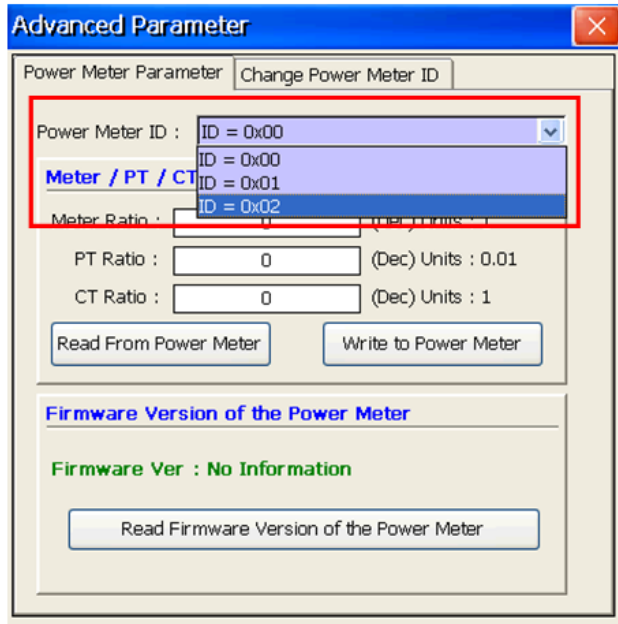 Advanced Parameter
Power Meter Parameter Change Power Meter ID
Power Meter ID : ID = 0x00
ID = 0x00
Meter / PT / CT ID = 0x01
ID = 0x02
Meter Ratio : (Dec) Units : 1
PT Ratio : 0 (Dec) Units : 0.01
CT Ratio : 0 (Dec) Units : 1
Read From Power Meter Write to Power Meter
Firmware Version of the Power Meter
Firmware Ver : No Information
Read Firmware Version of the Power Meter